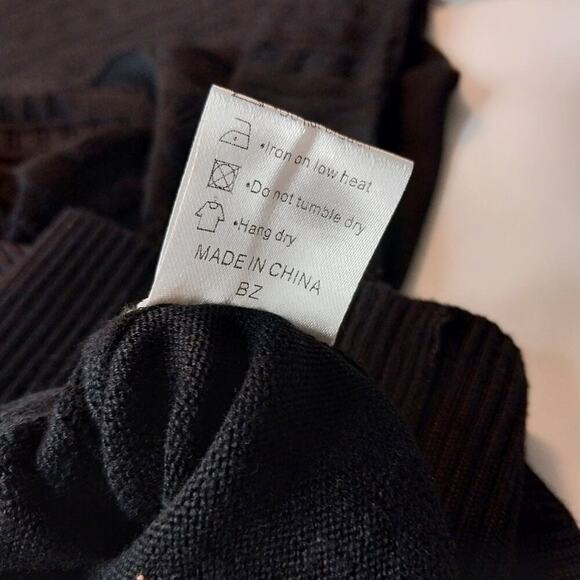 •Iron on low heat
•Do not tumble dry
•Hang dry
MADE IN CHINA
BZ